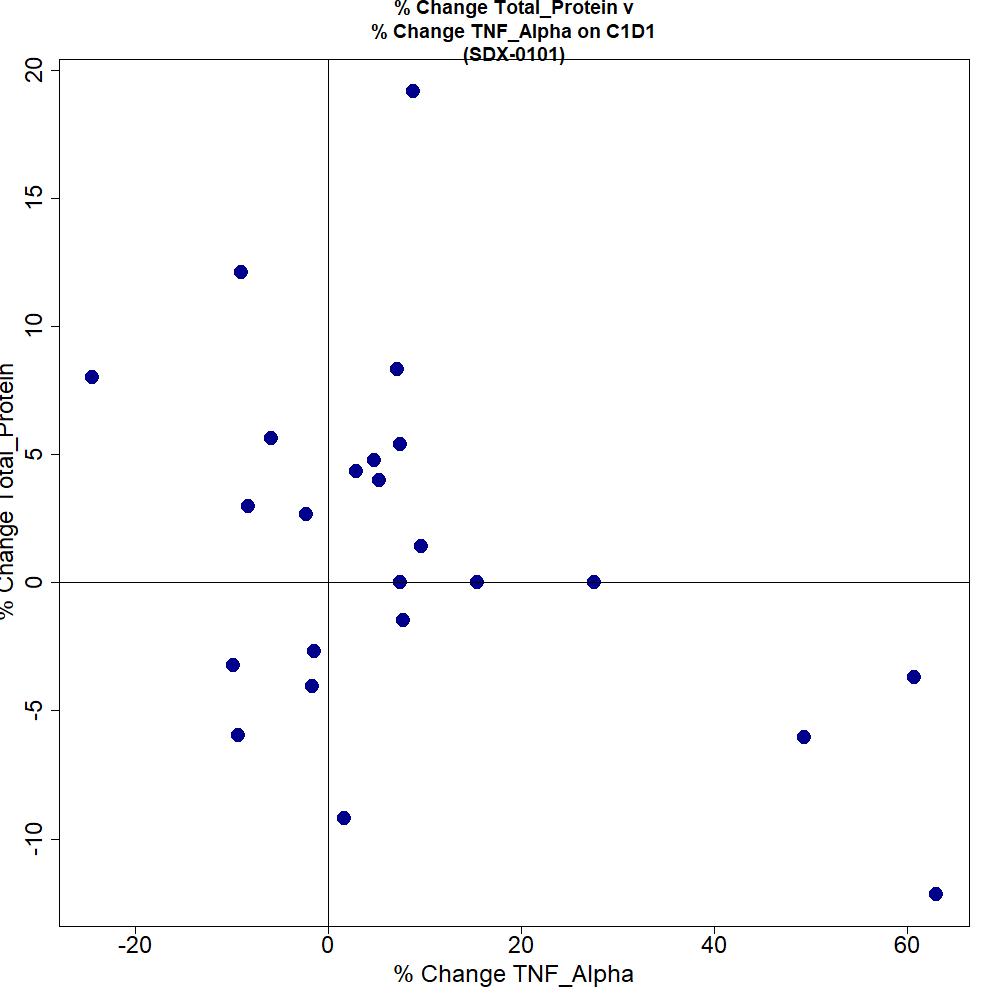 % Change Total_Protein v
% Change TNF_Alpha on C1D1
(SDX-0101)
20
15
10
5
0
-5
-10
% Change Total_Protein
-20
0
20
40
60
% Change TNF_Alpha